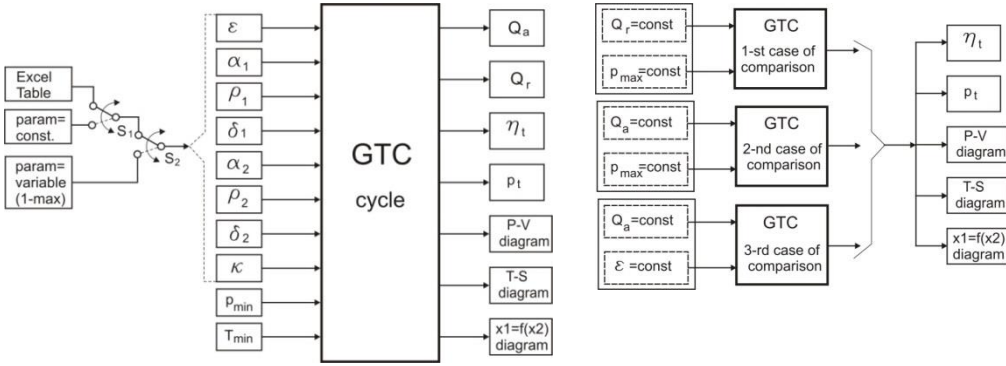 Excel
Table
param=
const.
param=
variable
(1-max)
S1
S2
ε
α1
ρ1
δ1
α2
ρ2
δ2
κ
pmin
Tmin
GTC
cycle
Qa
Qr
ηt
pt
P-V
diagram
T-S
diagram
x1=f(x2)
diagram
Qr=const
pmax=const
GTC
1-st case of
comparison
Qa=const
pmax=const
GTC
2-nd case of
comparison
Qa=const
ε=const
GTC
3-rd case of
comparison
ηt
pt
P-V
diagram
T-S
diagram
x1=f(x2)
diagram